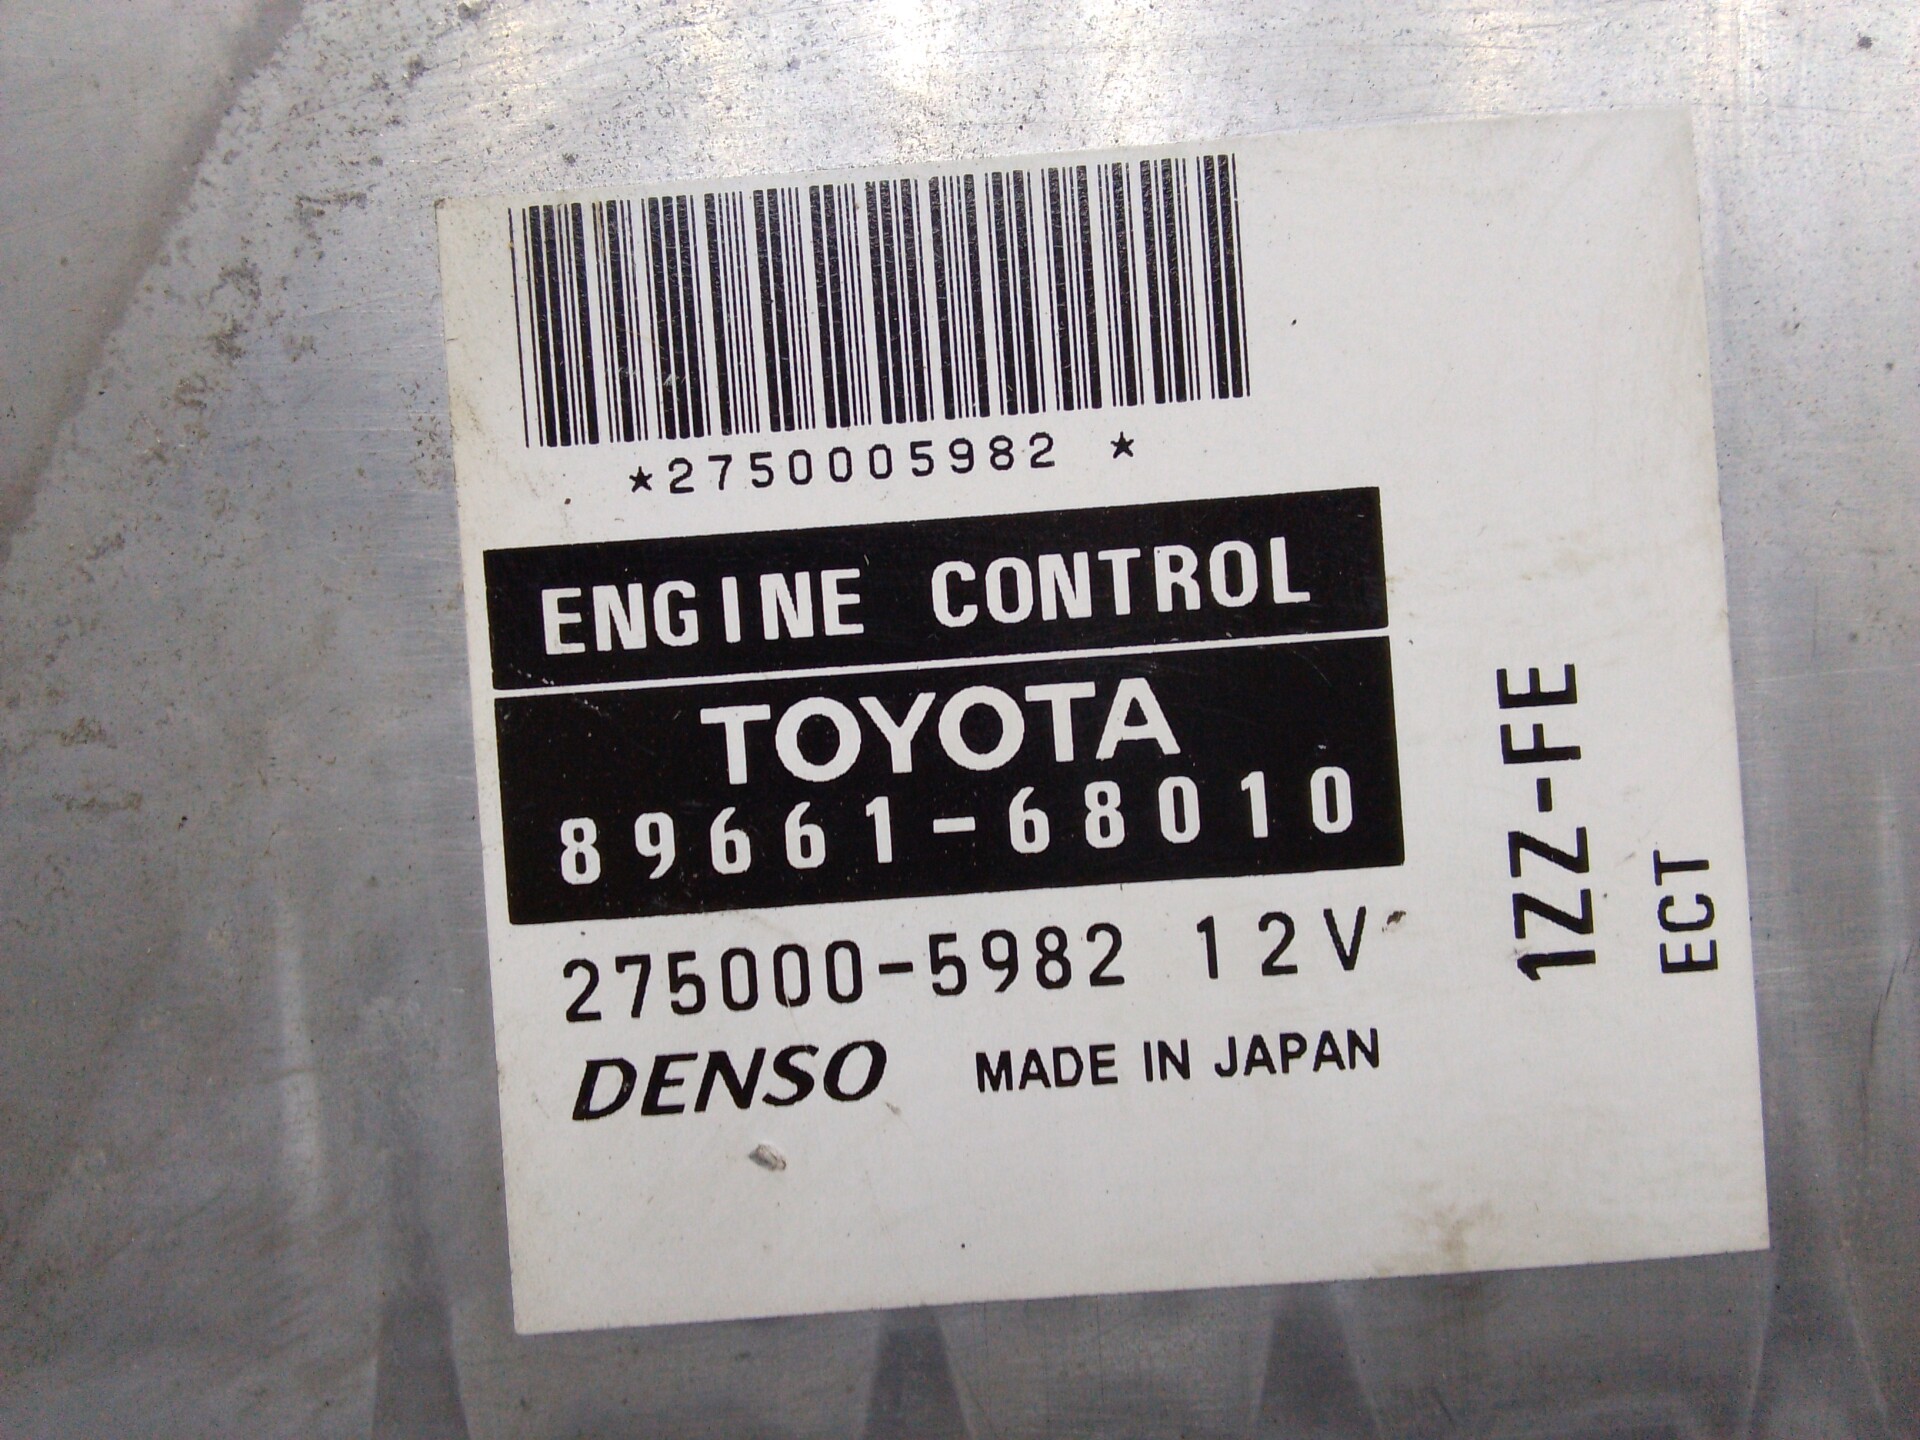 ★2750005982 ★
ENGINE CONTROL
TOYOTA
89661-68010
275000-5982 12V
DENSO MADE IN JAPAN
1ZZ-FE
ECT